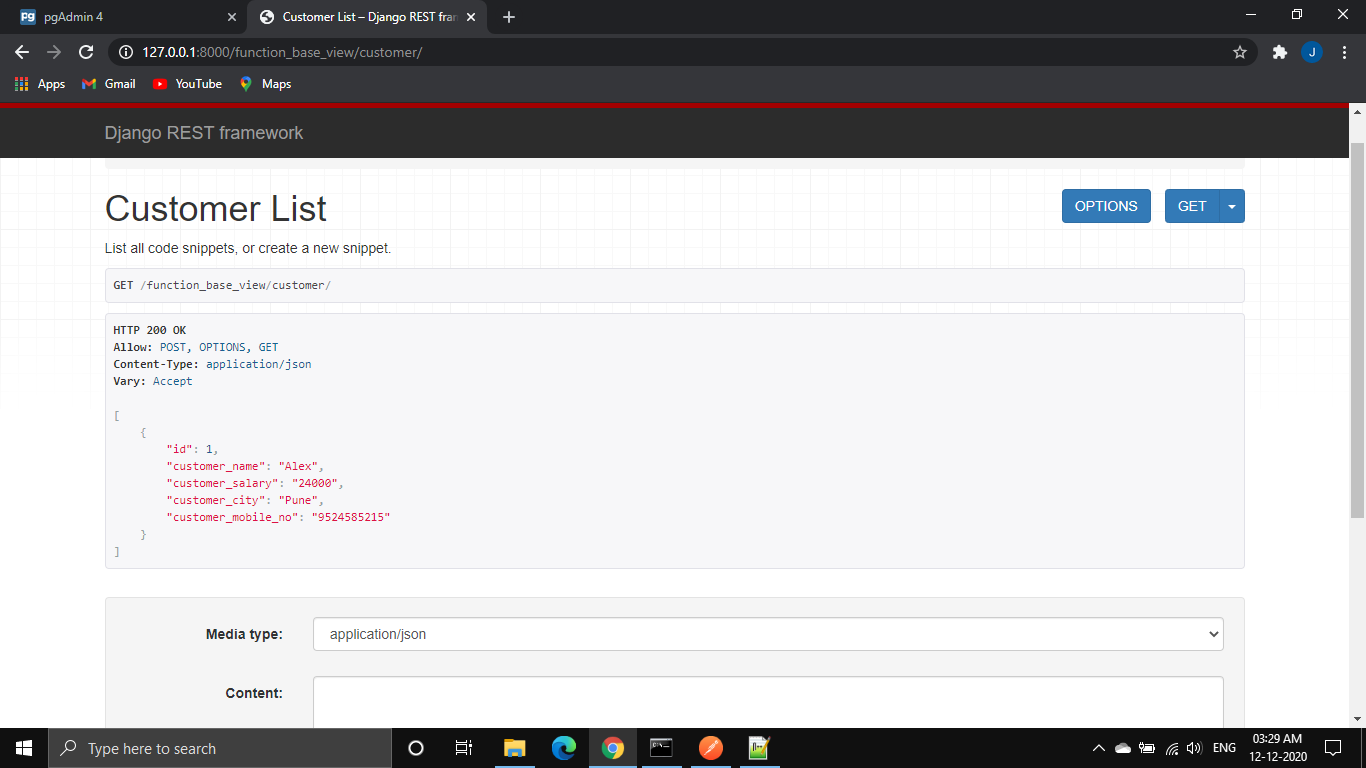 pgAdmin 4
Customer List – Django REST fram
127.0.0.1:8000/function_base_view/customer/
J
Apps Gmail YouTube Maps
Django REST framework
Customer List
OPTIONS GET
List all code snippets, or create a new snippet.
GET /function_base_view/customer/
HTTP 200 OK
Allow: POST, OPTIONS, GET
Content-Type: application/json
Vary: Accept
[
{
"id": 1,
"customer_name": "Alex",
"customer_salary": "24000",
"customer_city": "Pune",
"customer_mobile_no": "9524585215"
}
]
Media type: application/json
Content:
Type here to search
ENG
03:29 AM
12-12-2020